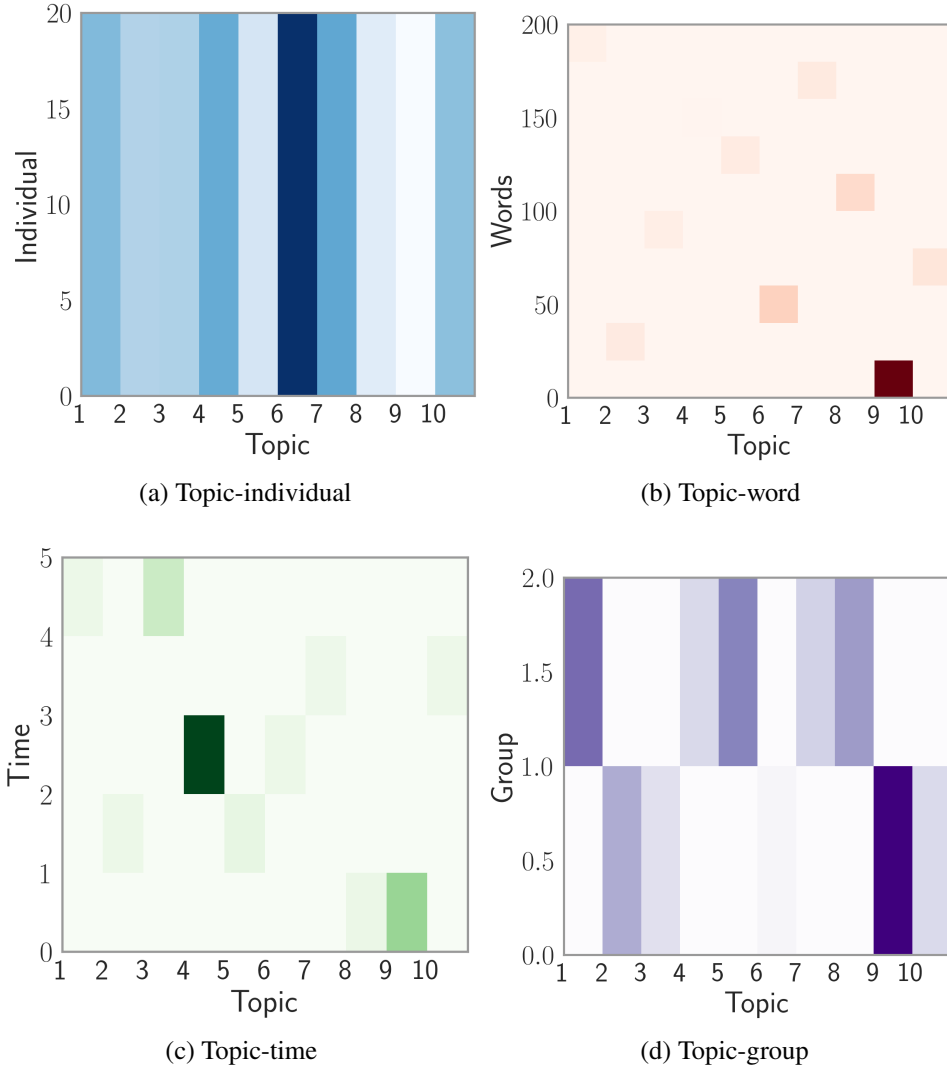 20
15
10
5
0
Individual
1 2 3 4 5 6 7 8 9 10
Topic
(a) Topic-individual
200
150
100
50
0
Words
1 2 3 4 5 6 7 8 9 10
Topic
(b) Topic-word
5
4
3
2
1
0
Time
1 2 3 4 5 6 7 8 9 10
Topic
(c) Topic-time
2.0
1.5
1.0
0.5
0.0
Group
1 2 3 4 5 6 7 8 9 10
Topic
(d) Topic-group